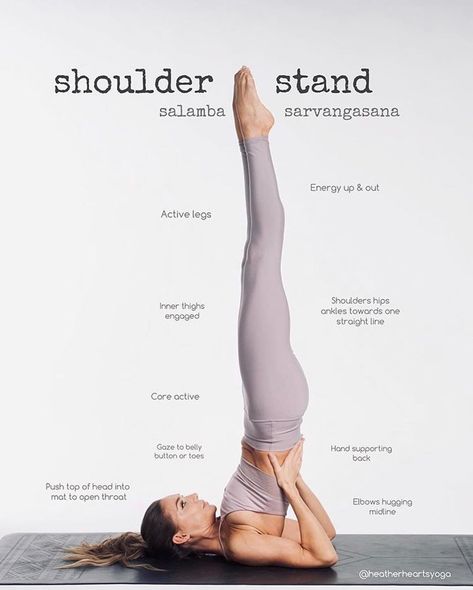 shoulder stand
salamba sarvangasana
Energy up & out
Active legs
Inner thighs
engaged
Shoulders hips
ankles towards one
straight line
Core active
Gaze to belly
button or toes
Hand supporting
back
Push top of head into
mat to open throat
Elbows hugging
midline
@heatherheartsyoga